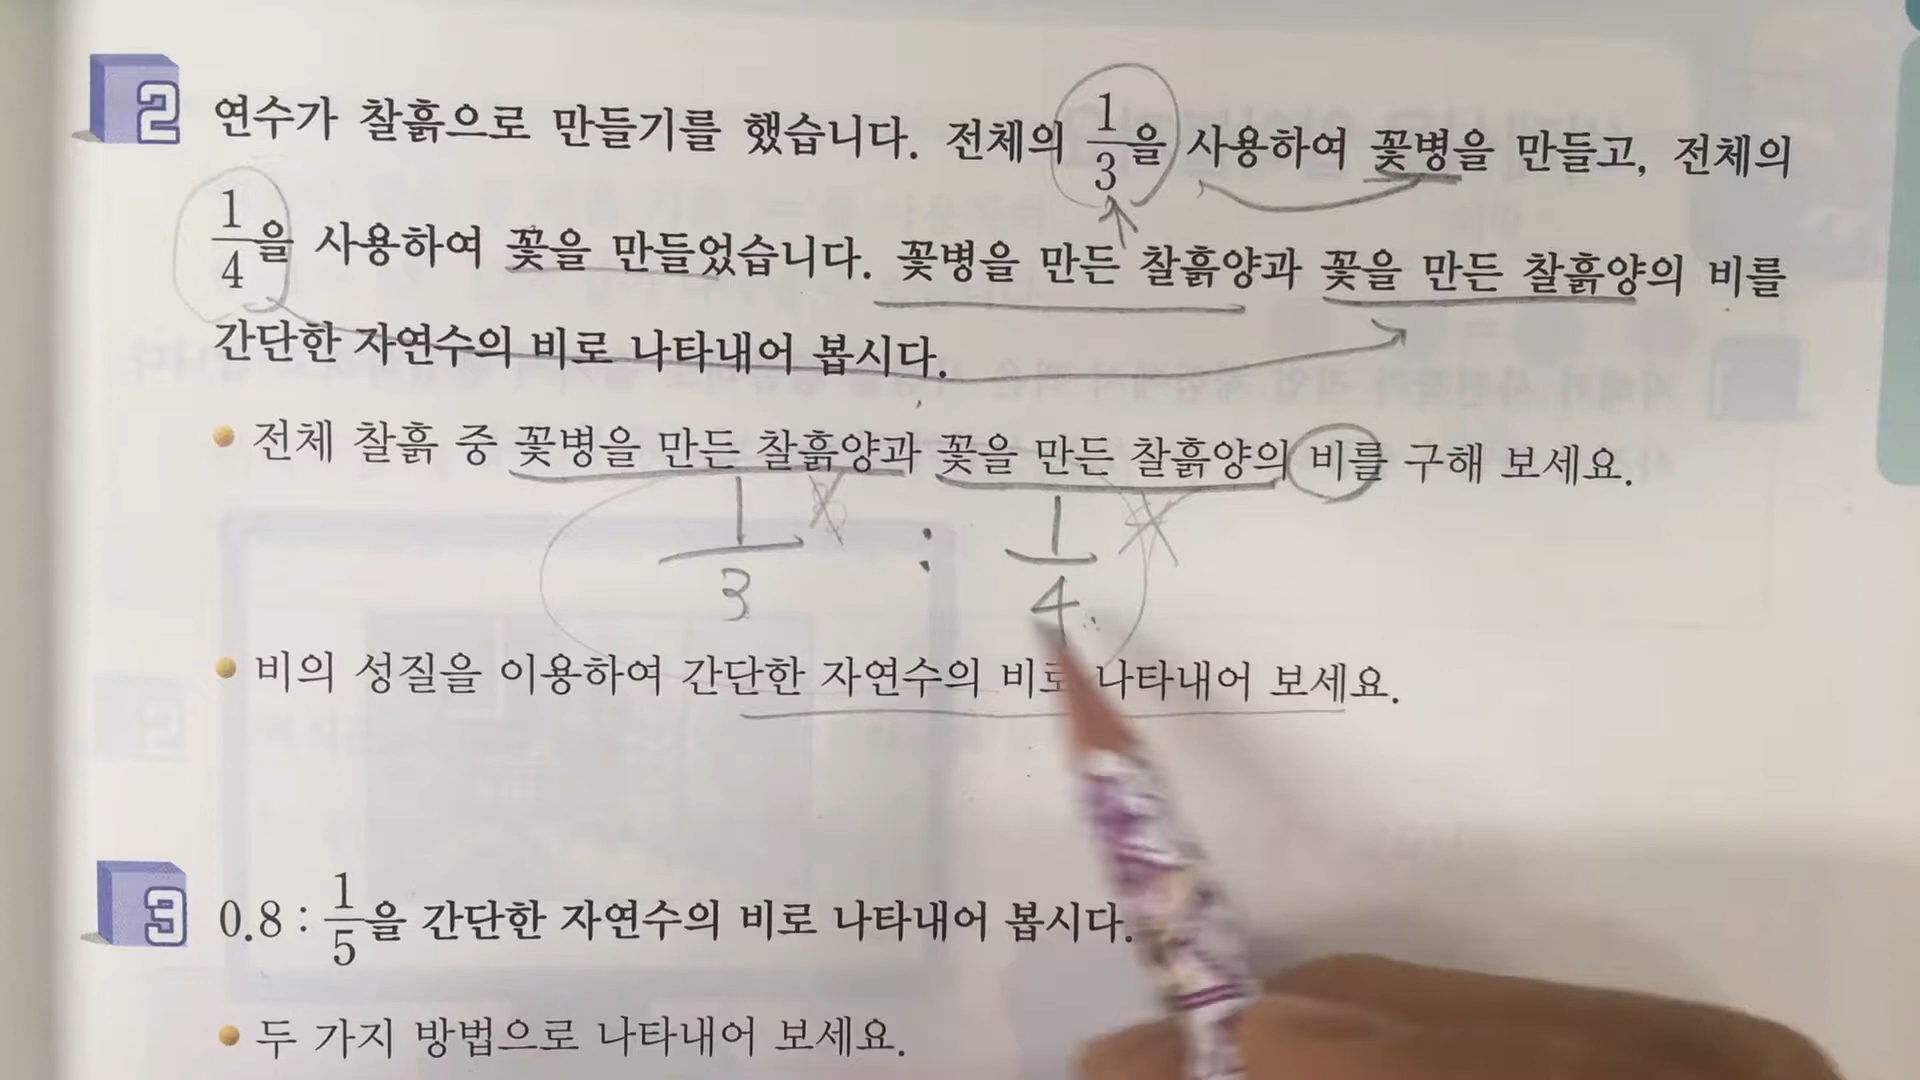 2 연수가 찰흙으로 만들기를 했습니다. 전체의 1/3을 사용하여 꽃병을 만들고, 전체의
1/4을 사용하여 꽃을 만들었습니다. 꽃병을 만든 찰흙양과 꽃을 만든 찰흙양의 비를
간단한 자연수의 비로 나타내어 봅시다.
전체 찰흙 중 꽃병을 만든 찰흙양과 꽃을 만든 찰흙양의 비를 구해 보세요.
1/3 : 1/4
비의 성질을 이용하여 간단한 자연수의 비로 나타내어 보세요.
3 0.8 : 1/5을 간단한 자연수의 비로 나타내어 봅시다.
두 가지 방법으로 나타내어 보세요.